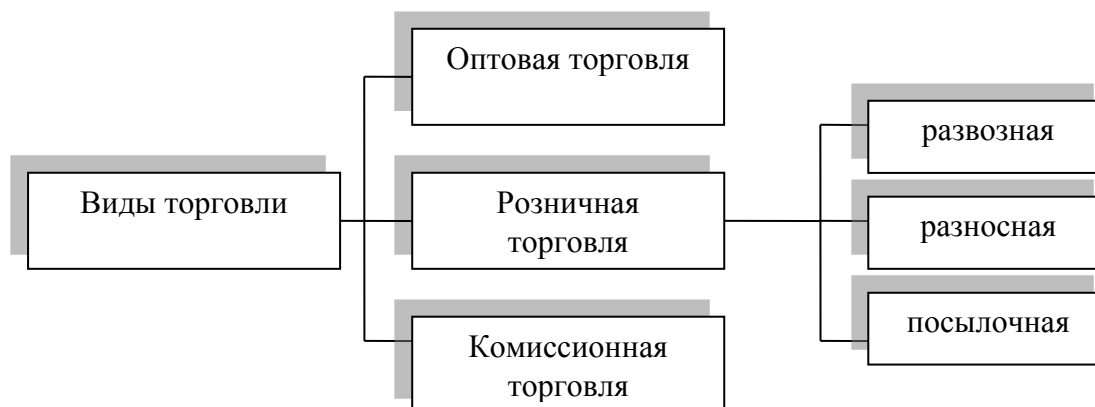 Виды торговли
Оптовая торговля
Розничная
торговля
Комиссионная
торговля
развозная
разносная
посылочная